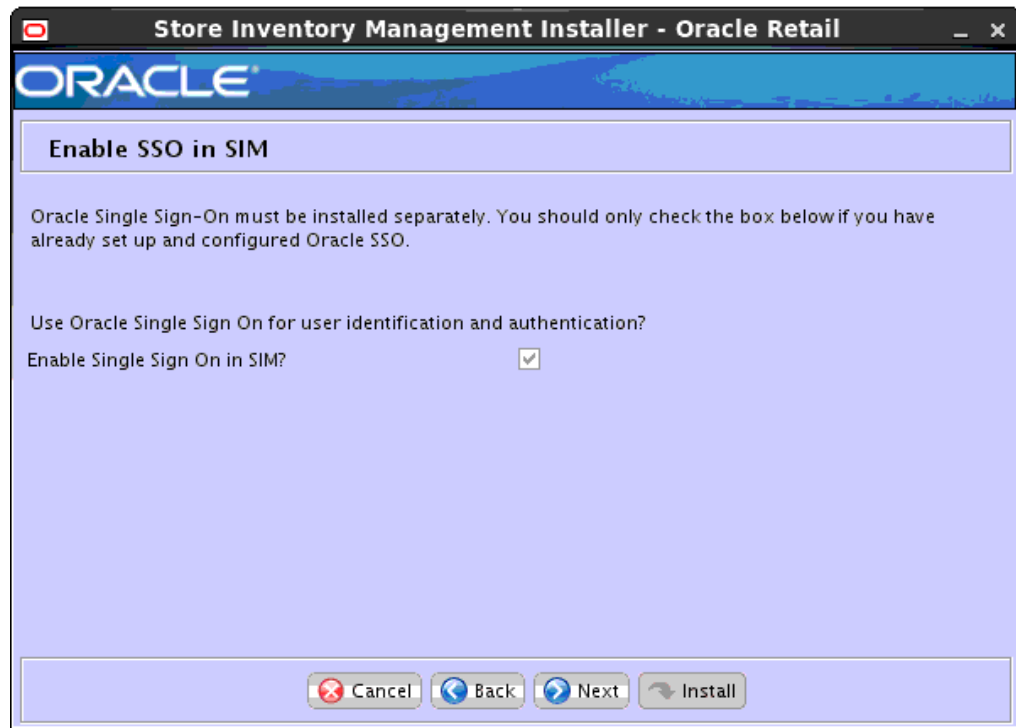 Store Inventory Management Installer - Oracle Retail
ORACLE
Enable SSO in SIM
Oracle Single Sign-On must be installed separately. You should only check the box below if you have
already set up and configured Oracle SSO.
Use Oracle Single Sign On for user identification and authentication?
Enable Single Sign On in SIM?
Cancel Back Next Install